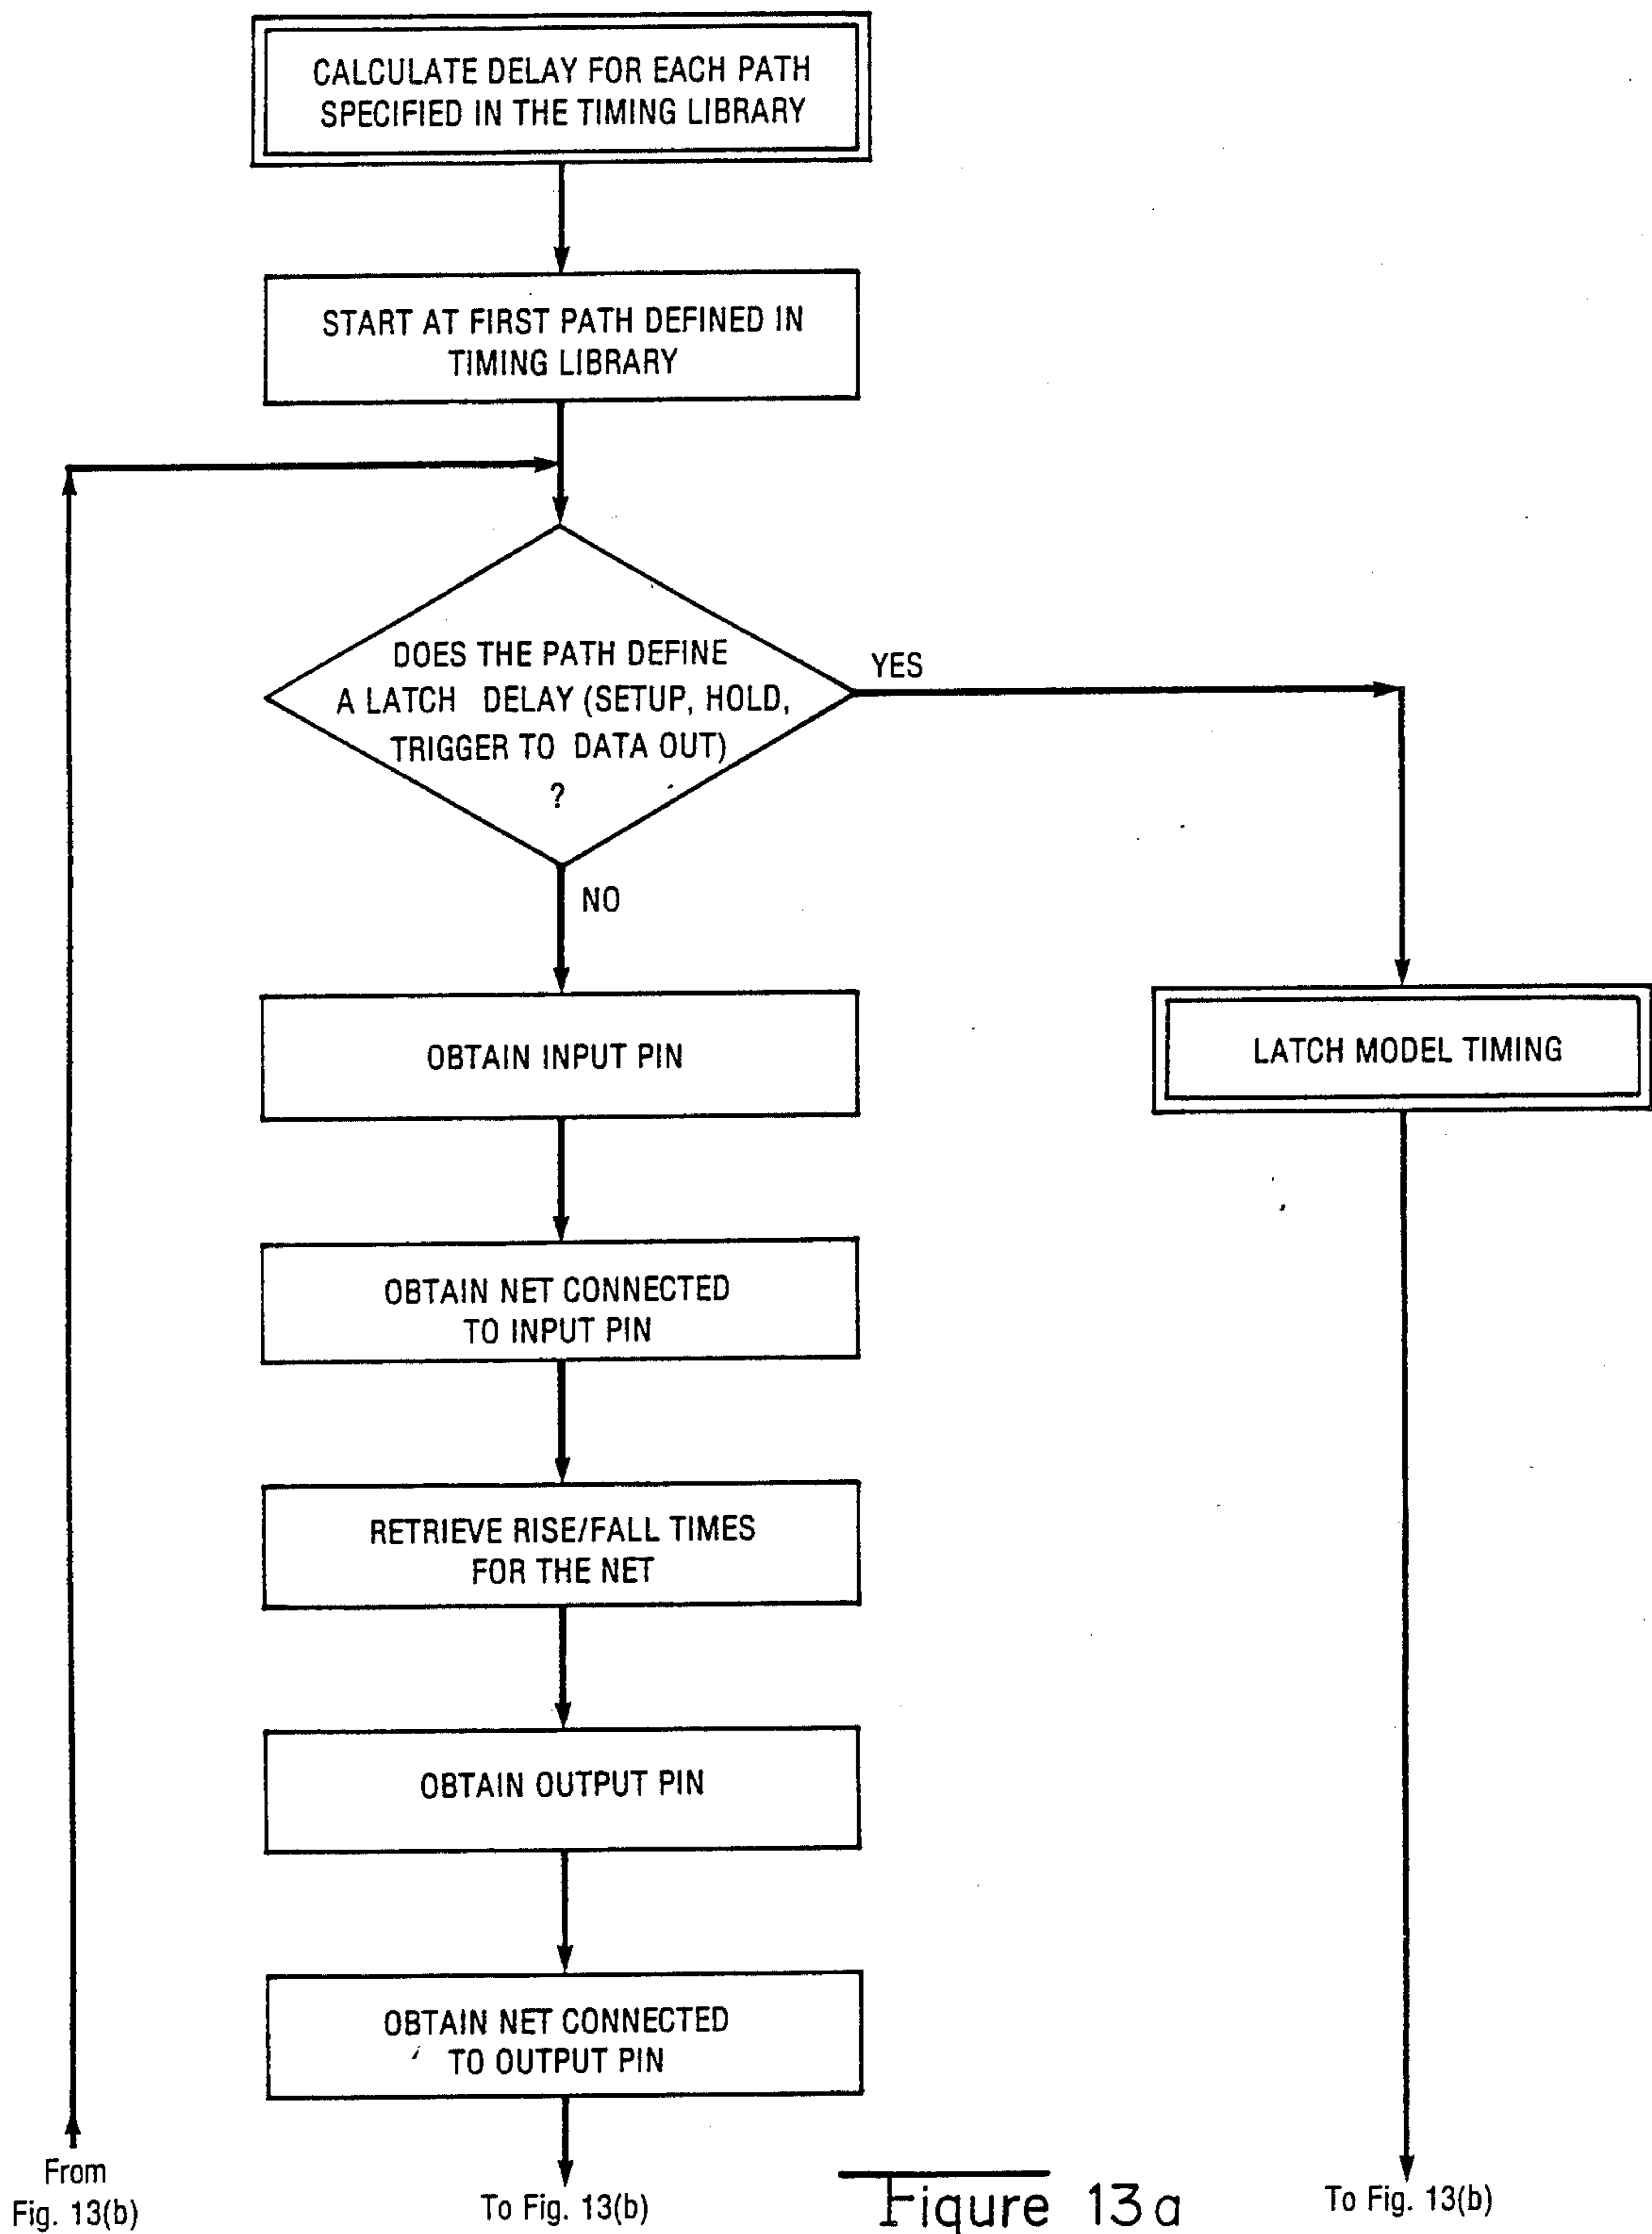 CALCULATE DELAY FOR EACH PATH
SPECIFIED IN THE TIMING LIBRARY
START AT FIRST PATH DEFINED IN
TIMING LIBRARY
DOES THE PATH DEFINE
A LATCH DELAY (SETUP, HOLD,
TRIGGER TO DATA OUT)
?
YES
NO
OBTAIN INPUT PIN
LATCH MODEL TIMING
OBTAIN NET CONNECTED
TO INPUT PIN
RETRIEVE RISE/FALL TIMES
FOR THE NET
OBTAIN OUTPUT PIN
OBTAIN NET CONNECTED
TO OUTPUT PIN
From
Fig. 13(b)
To Fig. 13(b)
Figure 13a
To Fig. 13(b)